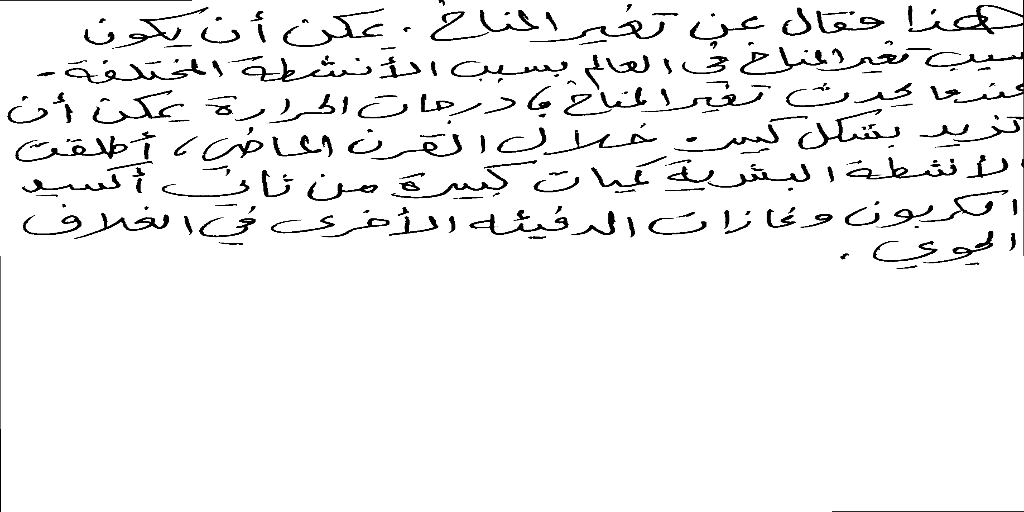 هذا مقال عن تغير المناخ . يمكن أن يكون
سبب تغير المناخ في العالم بسبب الأنشطة المختلفة .
عندما يحدث تغير المناخ ، درجات الحرارة يمكن أن
تزيد بشكل كبير . خلال القرن الماضي ، أطلقت
الأنشطة البشرية كميات كبيرة من ثاني أكسيد
الكربون وغازات الدفيئه الأخرى في الغلاف
الجوي .